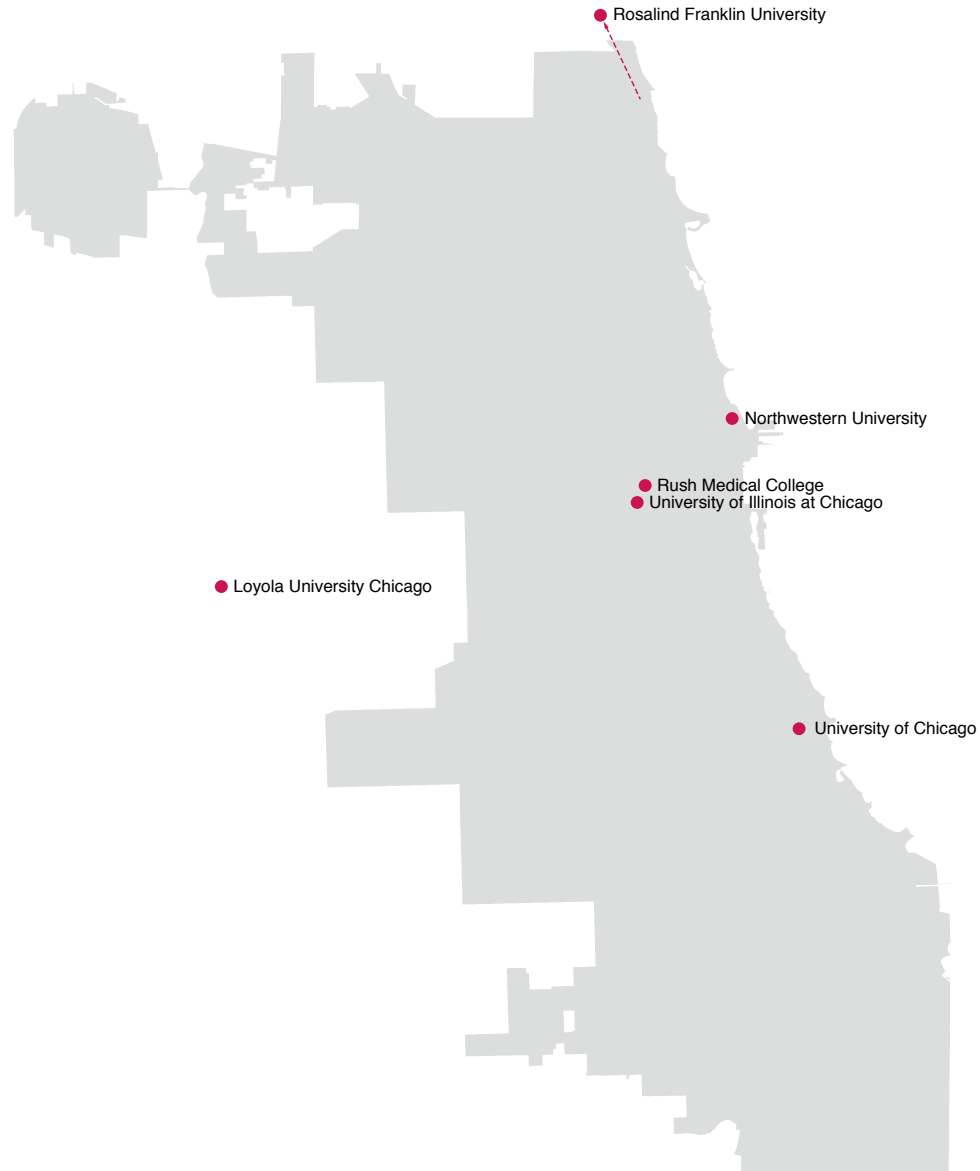 Rosalind Franklin University
Northwestern University
Rush Medical College
University of Illinois at Chicago
Loyola University Chicago
University of Chicago